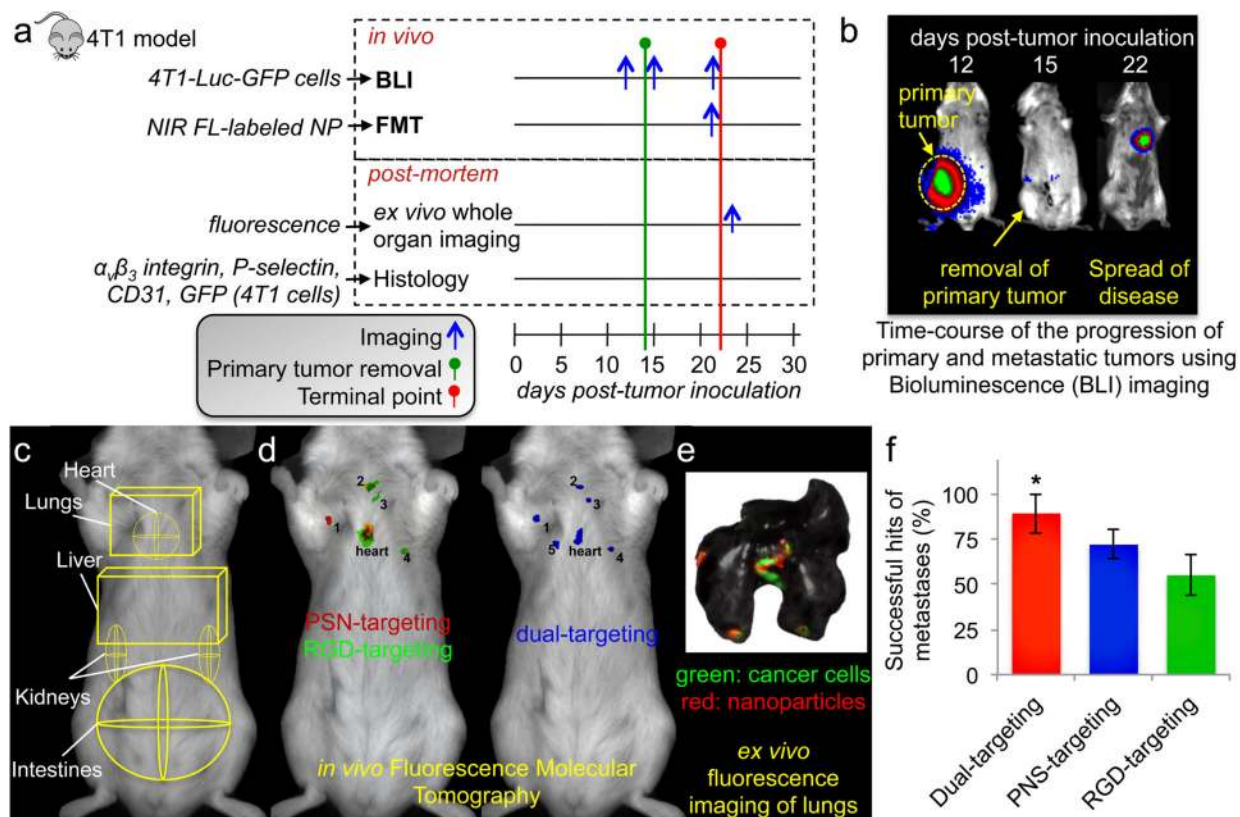 a
4T1 model
in vivo
4T1-Luc-GFP cells
BLI
NIR FL-labeled NP
FMT
post-mortem
fluorescence
ex vivo whole
organ imaging
αvβ3 integrin, P-selectin,
CD31, GFP (4T1 cells)
Histology
Imaging
Primary tumor removal
Terminal point
0 5 10 15 20 25 30
days post-tumor inoculation
b
days post-tumor inoculation
12 15 22
primary
tumor
removal of
primary tumor
Spread of
disease
Time-course of the progression of
primary and metastatic tumors using
Bioluminescence (BLI) imaging
c
Heart
Lungs
Liver
Kidneys
Intestines
d
2
3
1
heart
4
PSN-targeting
RGD-targeting
2
3
1
5
heart
4
dual-targeting
in vivo Fluorescence Molecular
Tomography
e
green: cancer cells
red: nanoparticles
ex vivo
fluorescence
imaging of lungs
f
Successful hits of
metastases (%)
100
75
50
25
0
*
Dual-targeting
PNS-targeting
RGD-targeting